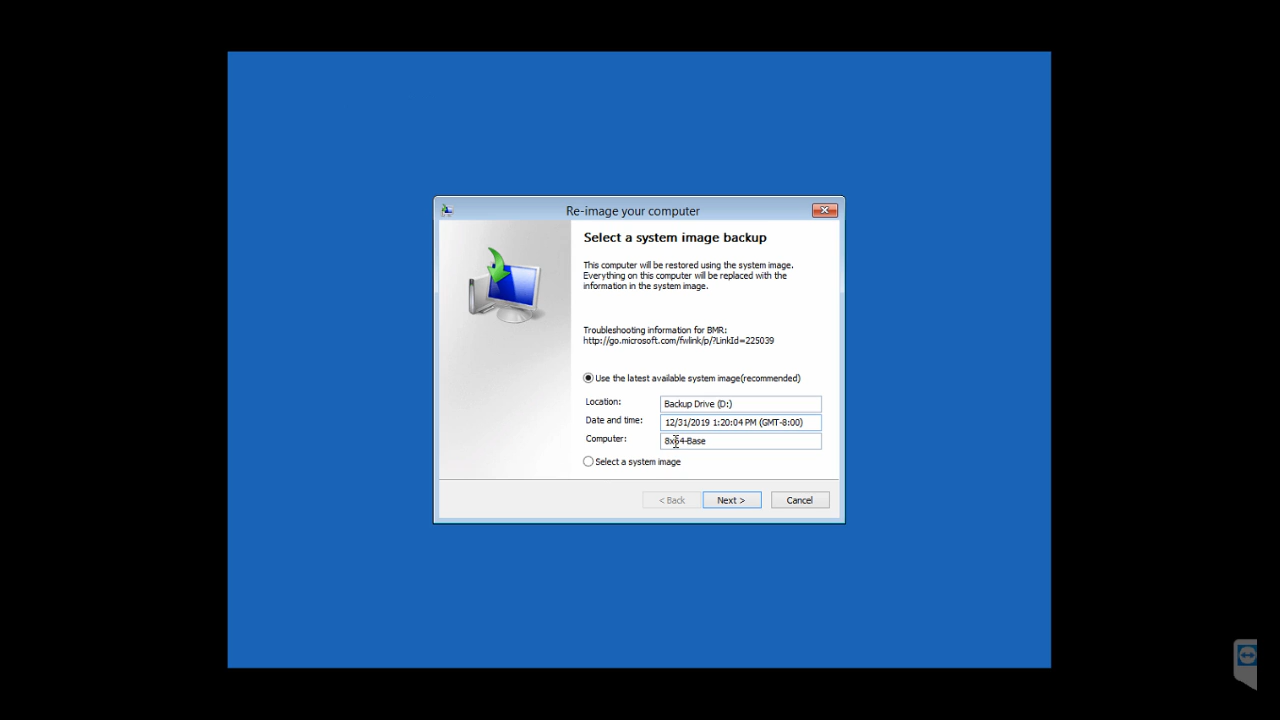 Re-image your computer
Select a system image backup
This computer will be restored using the system image.
Everything on this computer will be replaced with the
information in the system image.
Troubleshooting information for BMR:
http://go.microsoft.com/fwlink/p/?LinkId=225039
Use the latest available system image(recommended)
Location: Backup Drive (D:)
Date and time: 12/31/2019 1:20:04 PM (GMT-8:00)
Computer: 8x64-Base
Select a system image
< Back Next > Cancel